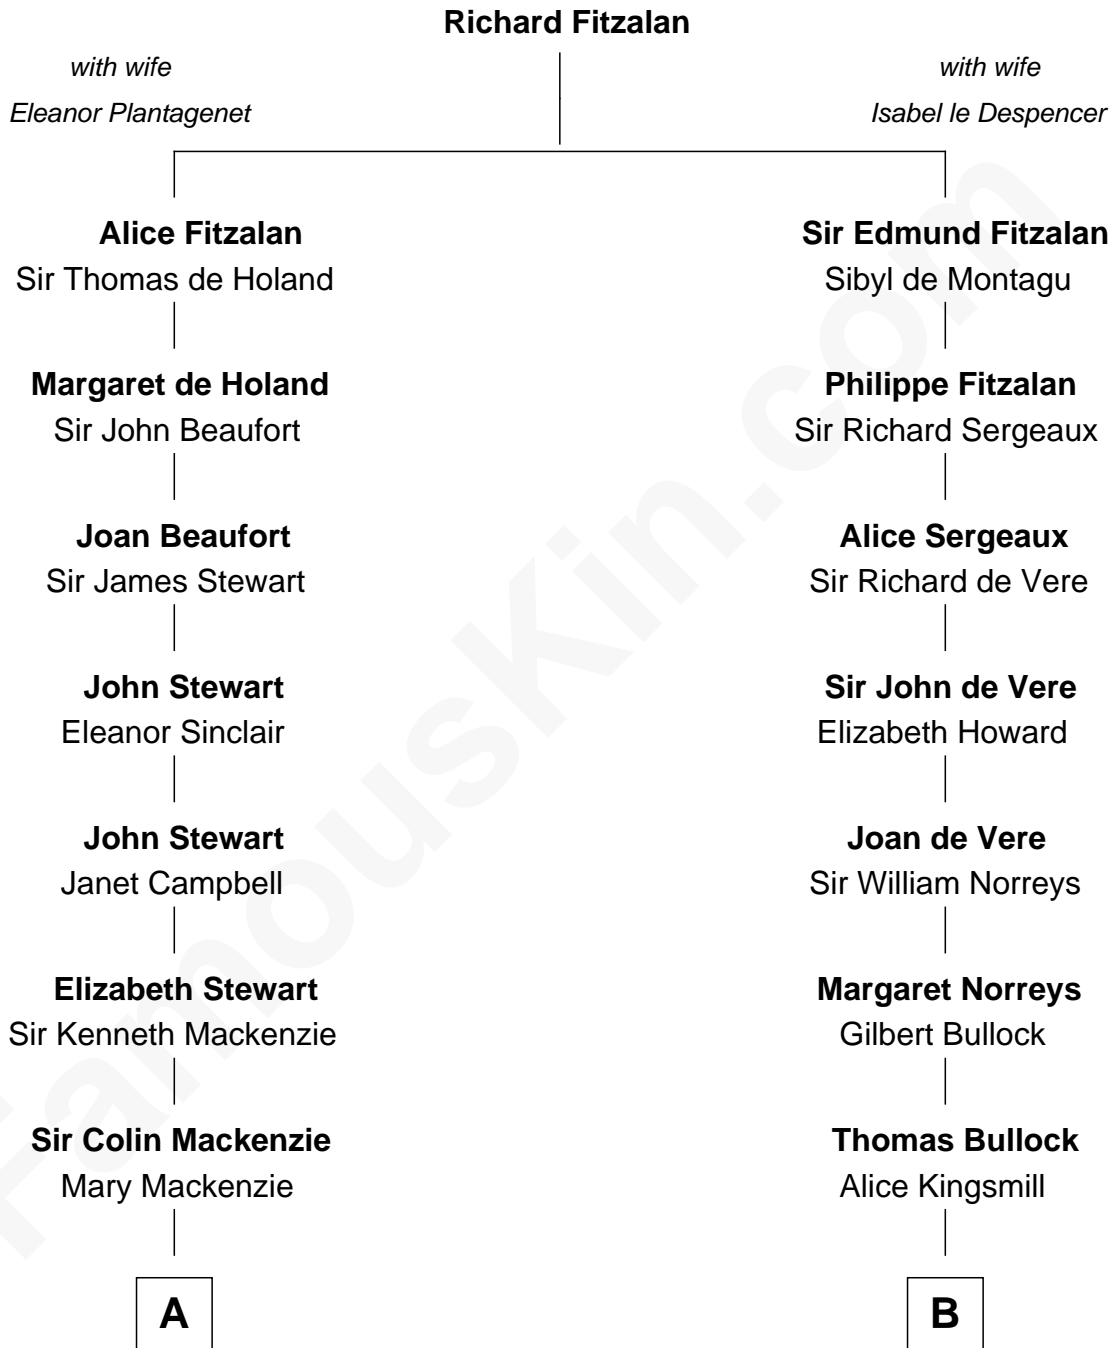 Richard Fitzalan
with wife
Eleanor Plantagenet
with wife
Isabel le Despencer
Alice Fitzalan
Sir Thomas de Holand
Margaret de Holand
Sir John Beaufort
Joan Beaufort
Sir James Stewart
John Stewart
Eleanor Sinclair
John Stewart
Janet Campbell
Elizabeth Stewart
Sir Kenneth Mackenzie
Sir Colin Mackenzie
Mary Mackenzie
A
Sir Edmund Fitzalan
Sibyl de Montagu
Philippe Fitzalan
Sir Richard Sergeaux
Alice Sergeaux
Sir Richard de Vere
Sir John de Vere
Elizabeth Howard
Joan de Vere
Sir William Norreys
Margaret Norreys
Gilbert Bullock
Thomas Bullock
Alice Kingsmill
B
FamousKin.com